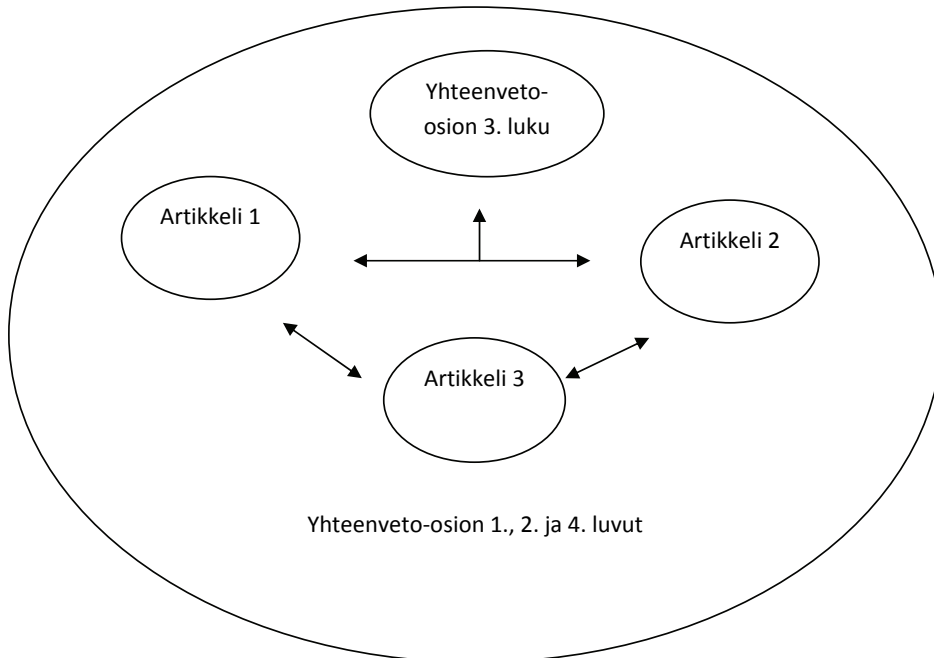 Yhteenveto-
osion 3. luku
Artikkeli 1
Artikkeli 2
Artikkeli 3
Yhteenveto-osion 1., 2. ja 4. luvut